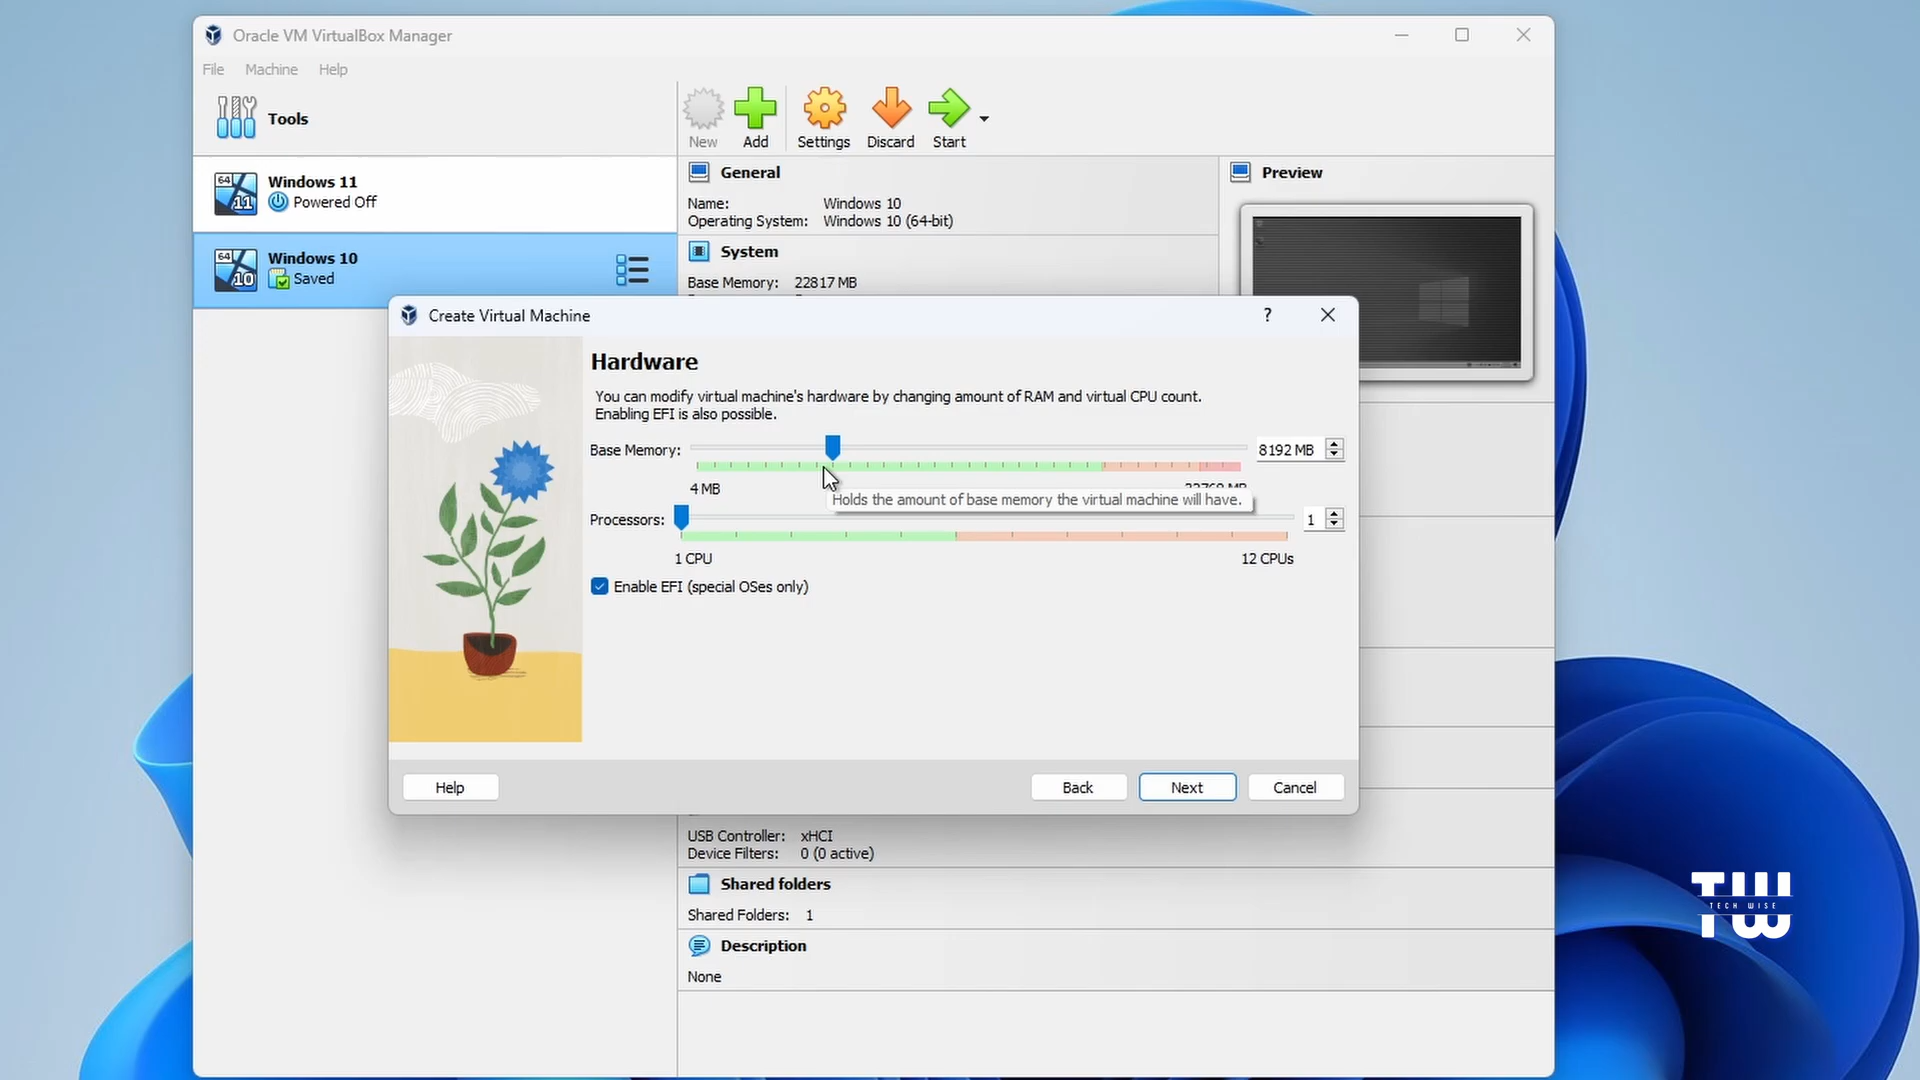 Oracle VM VirtualBox Manager
File Machine Help
Tools
New Add Settings Discard Start
64
11
Windows 11
Powered Off
64
10
Windows 10
Saved
General
Name: Windows 10
Operating System: Windows 10 (64-bit)
System
Base Memory: 22817 MB
Preview
Create Virtual Machine
?
Hardware
You can modify virtual machine's hardware by changing amount of RAM and virtual CPU count.
Enabling EFI is also possible.
Base Memory: 8192 MB
4 MB
Holds the amount of base memory the virtual machine will have.
Processors: 1
1 CPU 12 CPUs
Enable EFI (special OSes only)
Help Back Next Cancel
USB Controller: xHCI
Device Filters: 0 (0 active)
Shared folders
Shared Folders: 1
Description
None
TW
TECH WISE